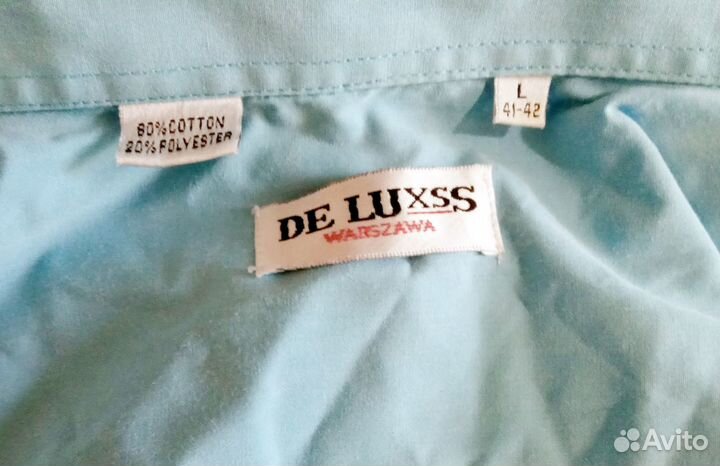 80%COTTON
20%POLYESTER
L
41-42
DE LUXSS
WARSZAWA
Avito